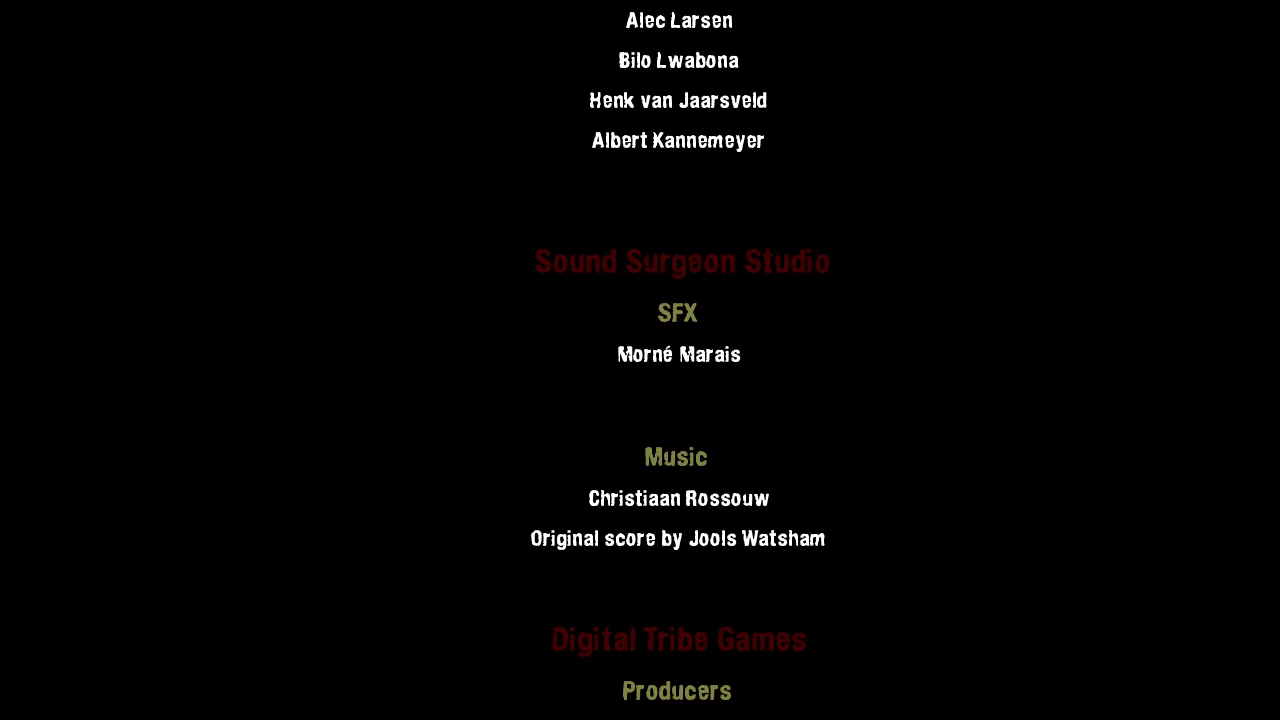 Alec Larsen
Bilo Lwabona
Henk van Jaarsveld
Albert Kannemeyer
Sound Surgeon Studio
SFX
Morné Marais
Music
Christiaan Rossouw
Original score by Jools Watsham
Digital Tribe Games
Producers